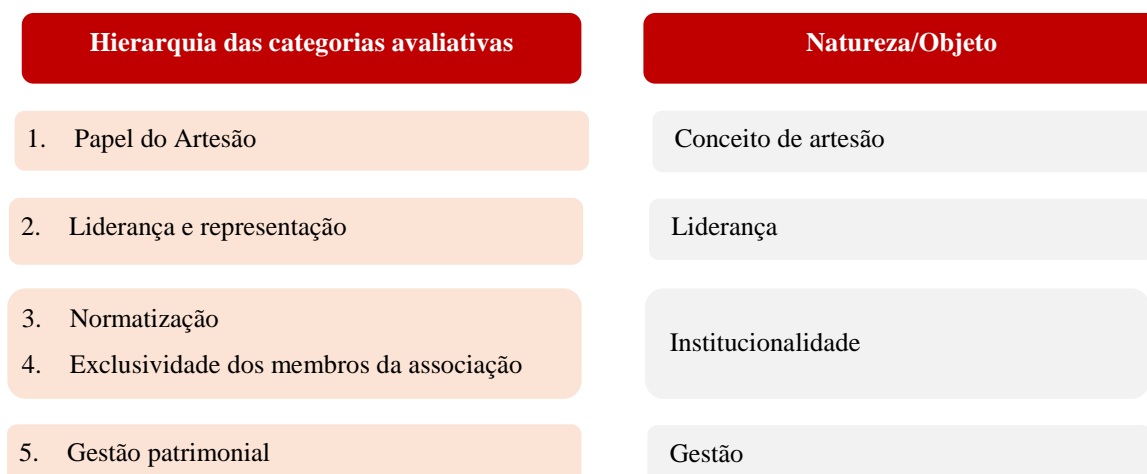 Hierarquia das categorias avaliativas
Natureza/Objeto
1. Papel do Artesão
Conceito de artesão
2. Liderança e representação
Liderança
3. Normatização
4. Exclusividade dos membros da associação
Institucionalidade
5. Gestão patrimonial
Gestão